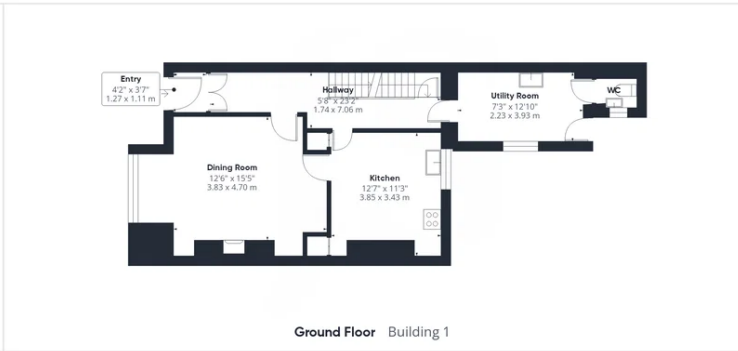 Entry
4'2" x 3'7"
1.27 x 1.11 m
Hallway
5'8" x 23'2"
1.74 x 7.06 m
Utility Room
7'3" x 12'10"
2.23 x 3.93 m
WC
Dining Room
12'6" x 15'5"
3.83 x 4.70 m
Kitchen
12'7" x 11'3"
3.85 x 3.43 m
Ground Floor Building 1